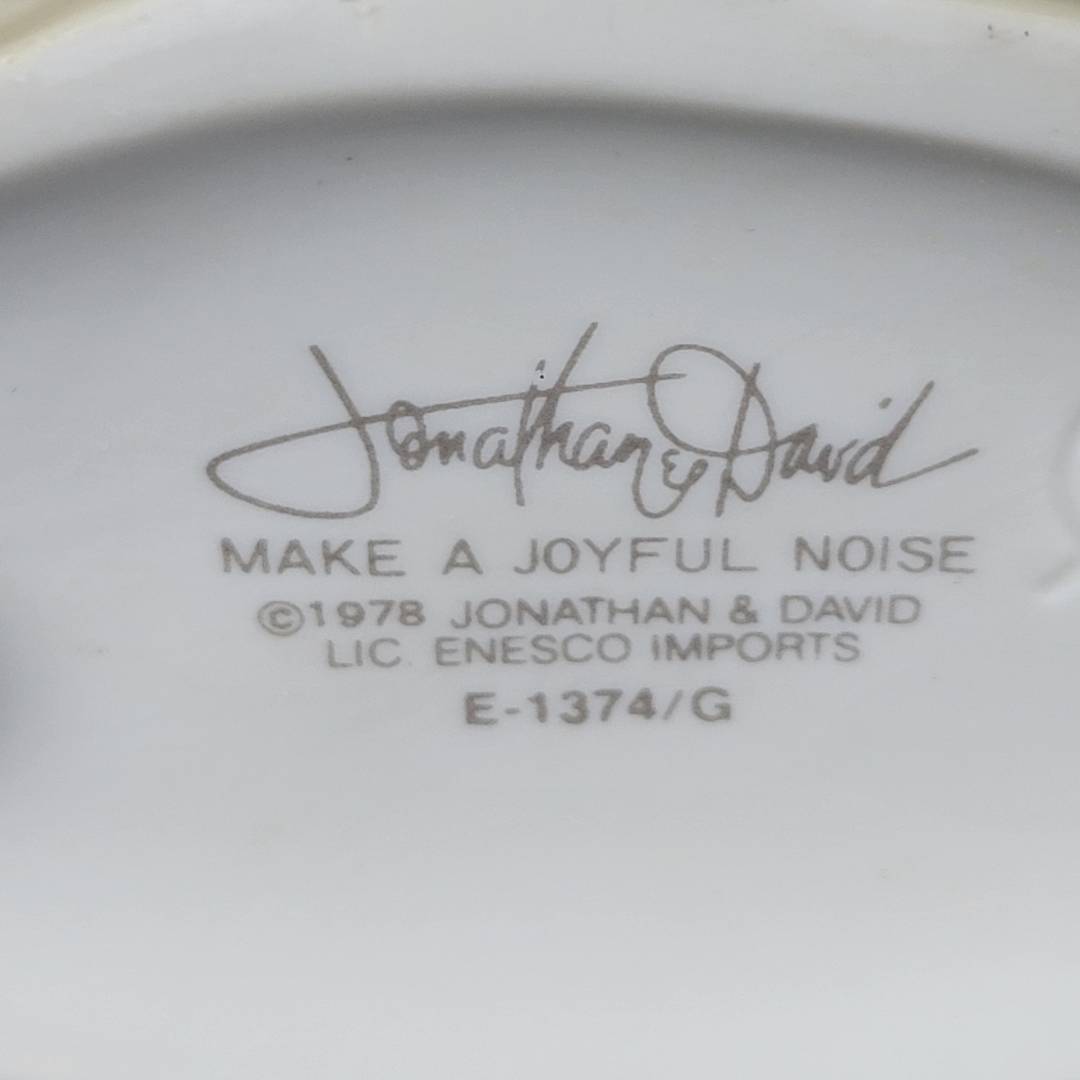 Jonathan & David
MAKE A JOYFUL NOISE
©1978 JONATHAN & DAVID
LIC. ENESCO IMPORTS
E-1374/G